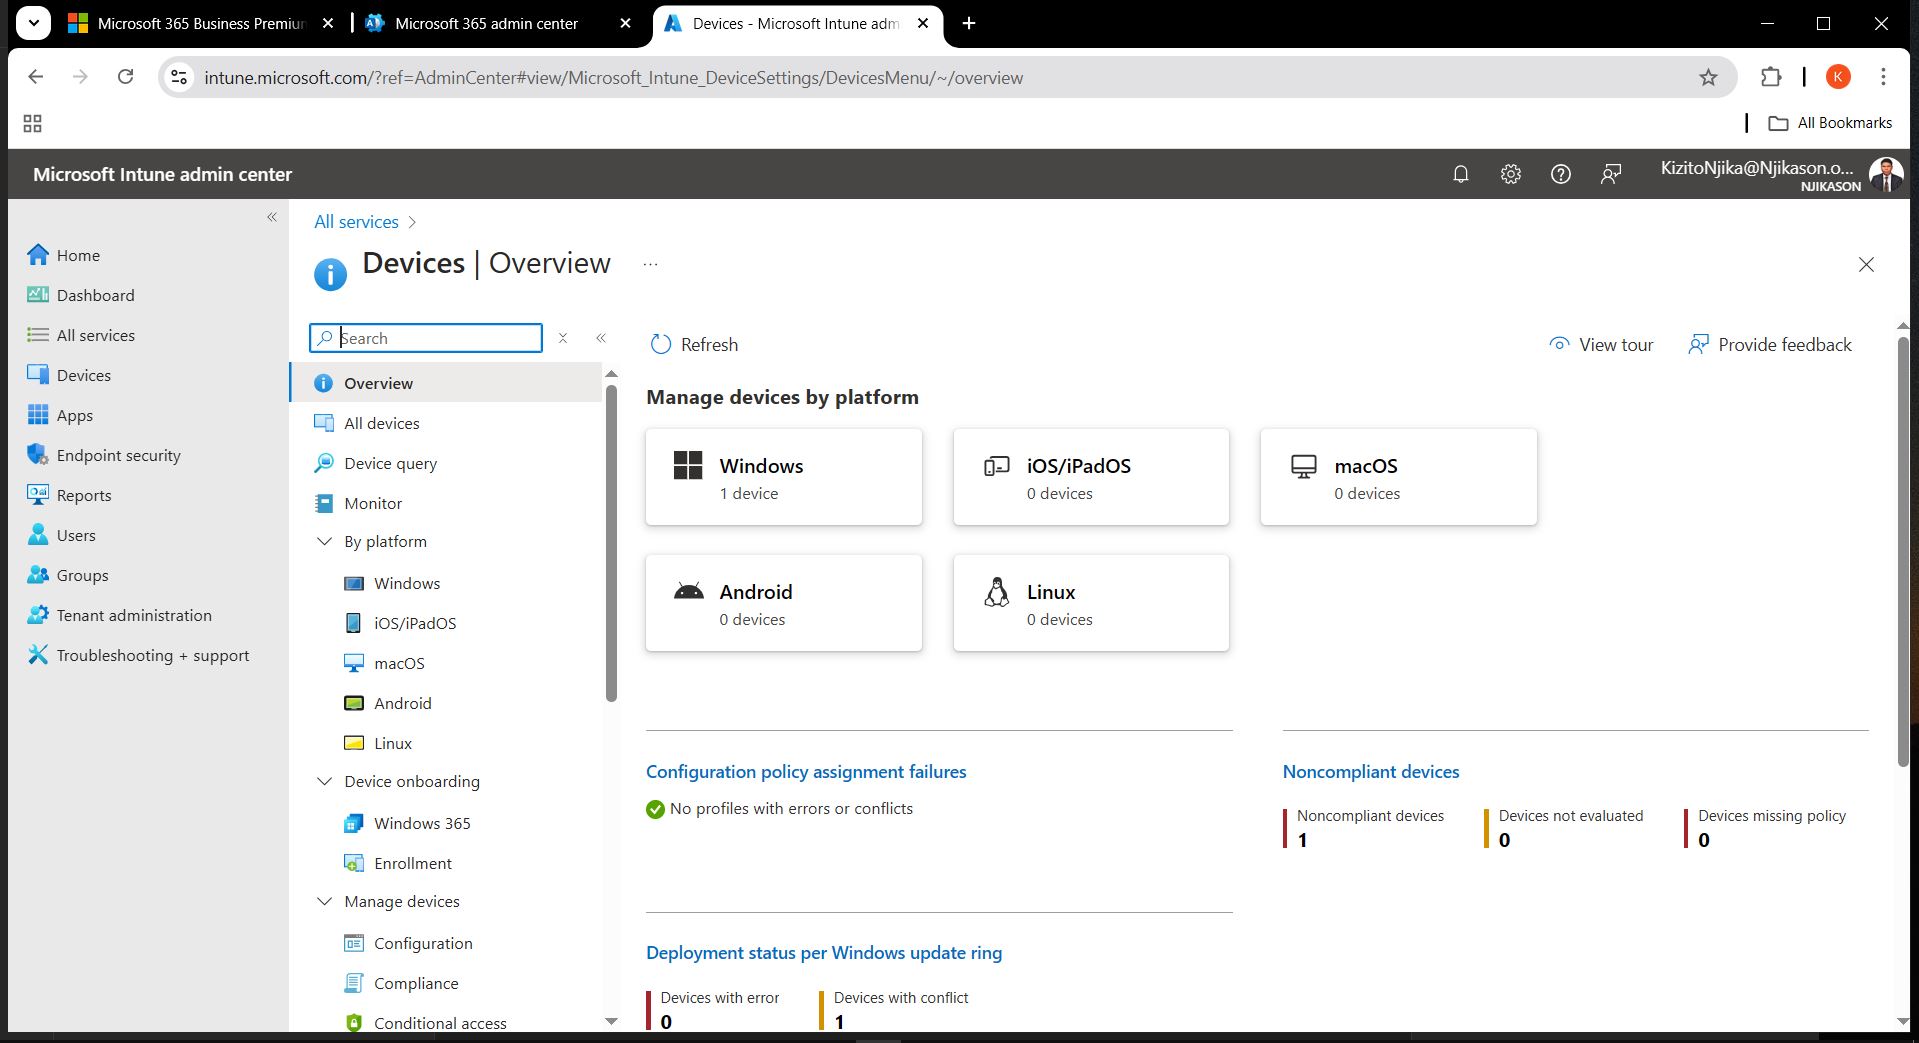 Microsoft 365 Business Premiun
Microsoft 365 admin center
Devices - Microsoft Intune adm
intune.microsoft.com/?ref=AdminCenter#view/Microsoft_Intune_DeviceSettings/DevicesMenu/~/overview
K
All Bookmarks
Microsoft Intune admin center
KizitoNjika@Njikason.o...
NJIKASON
Home
Dashboard
All services
Devices
Apps
Endpoint security
Reports
Users
Groups
Tenant administration
Troubleshooting + support
All services >
Devices | Overview
...
Search
Overview
All devices
Device query
Monitor
By platform
Windows
iOS/iPadOS
macOS
Android
Linux
Device onboarding
Windows 365
Enrollment
Manage devices
Configuration
Compliance
Conditional access
Refresh
View tour
Provide feedback
Manage devices by platform
Windows
1 device
iOS/iPadOS
0 devices
macOS
0 devices
Android
0 devices
Linux
0 devices
Configuration policy assignment failures
No profiles with errors or conflicts
Noncompliant devices
Noncompliant devices
1
Devices not evaluated
0
Devices missing policy
0
Deployment status per Windows update ring
Devices with error
0
Devices with conflict
1